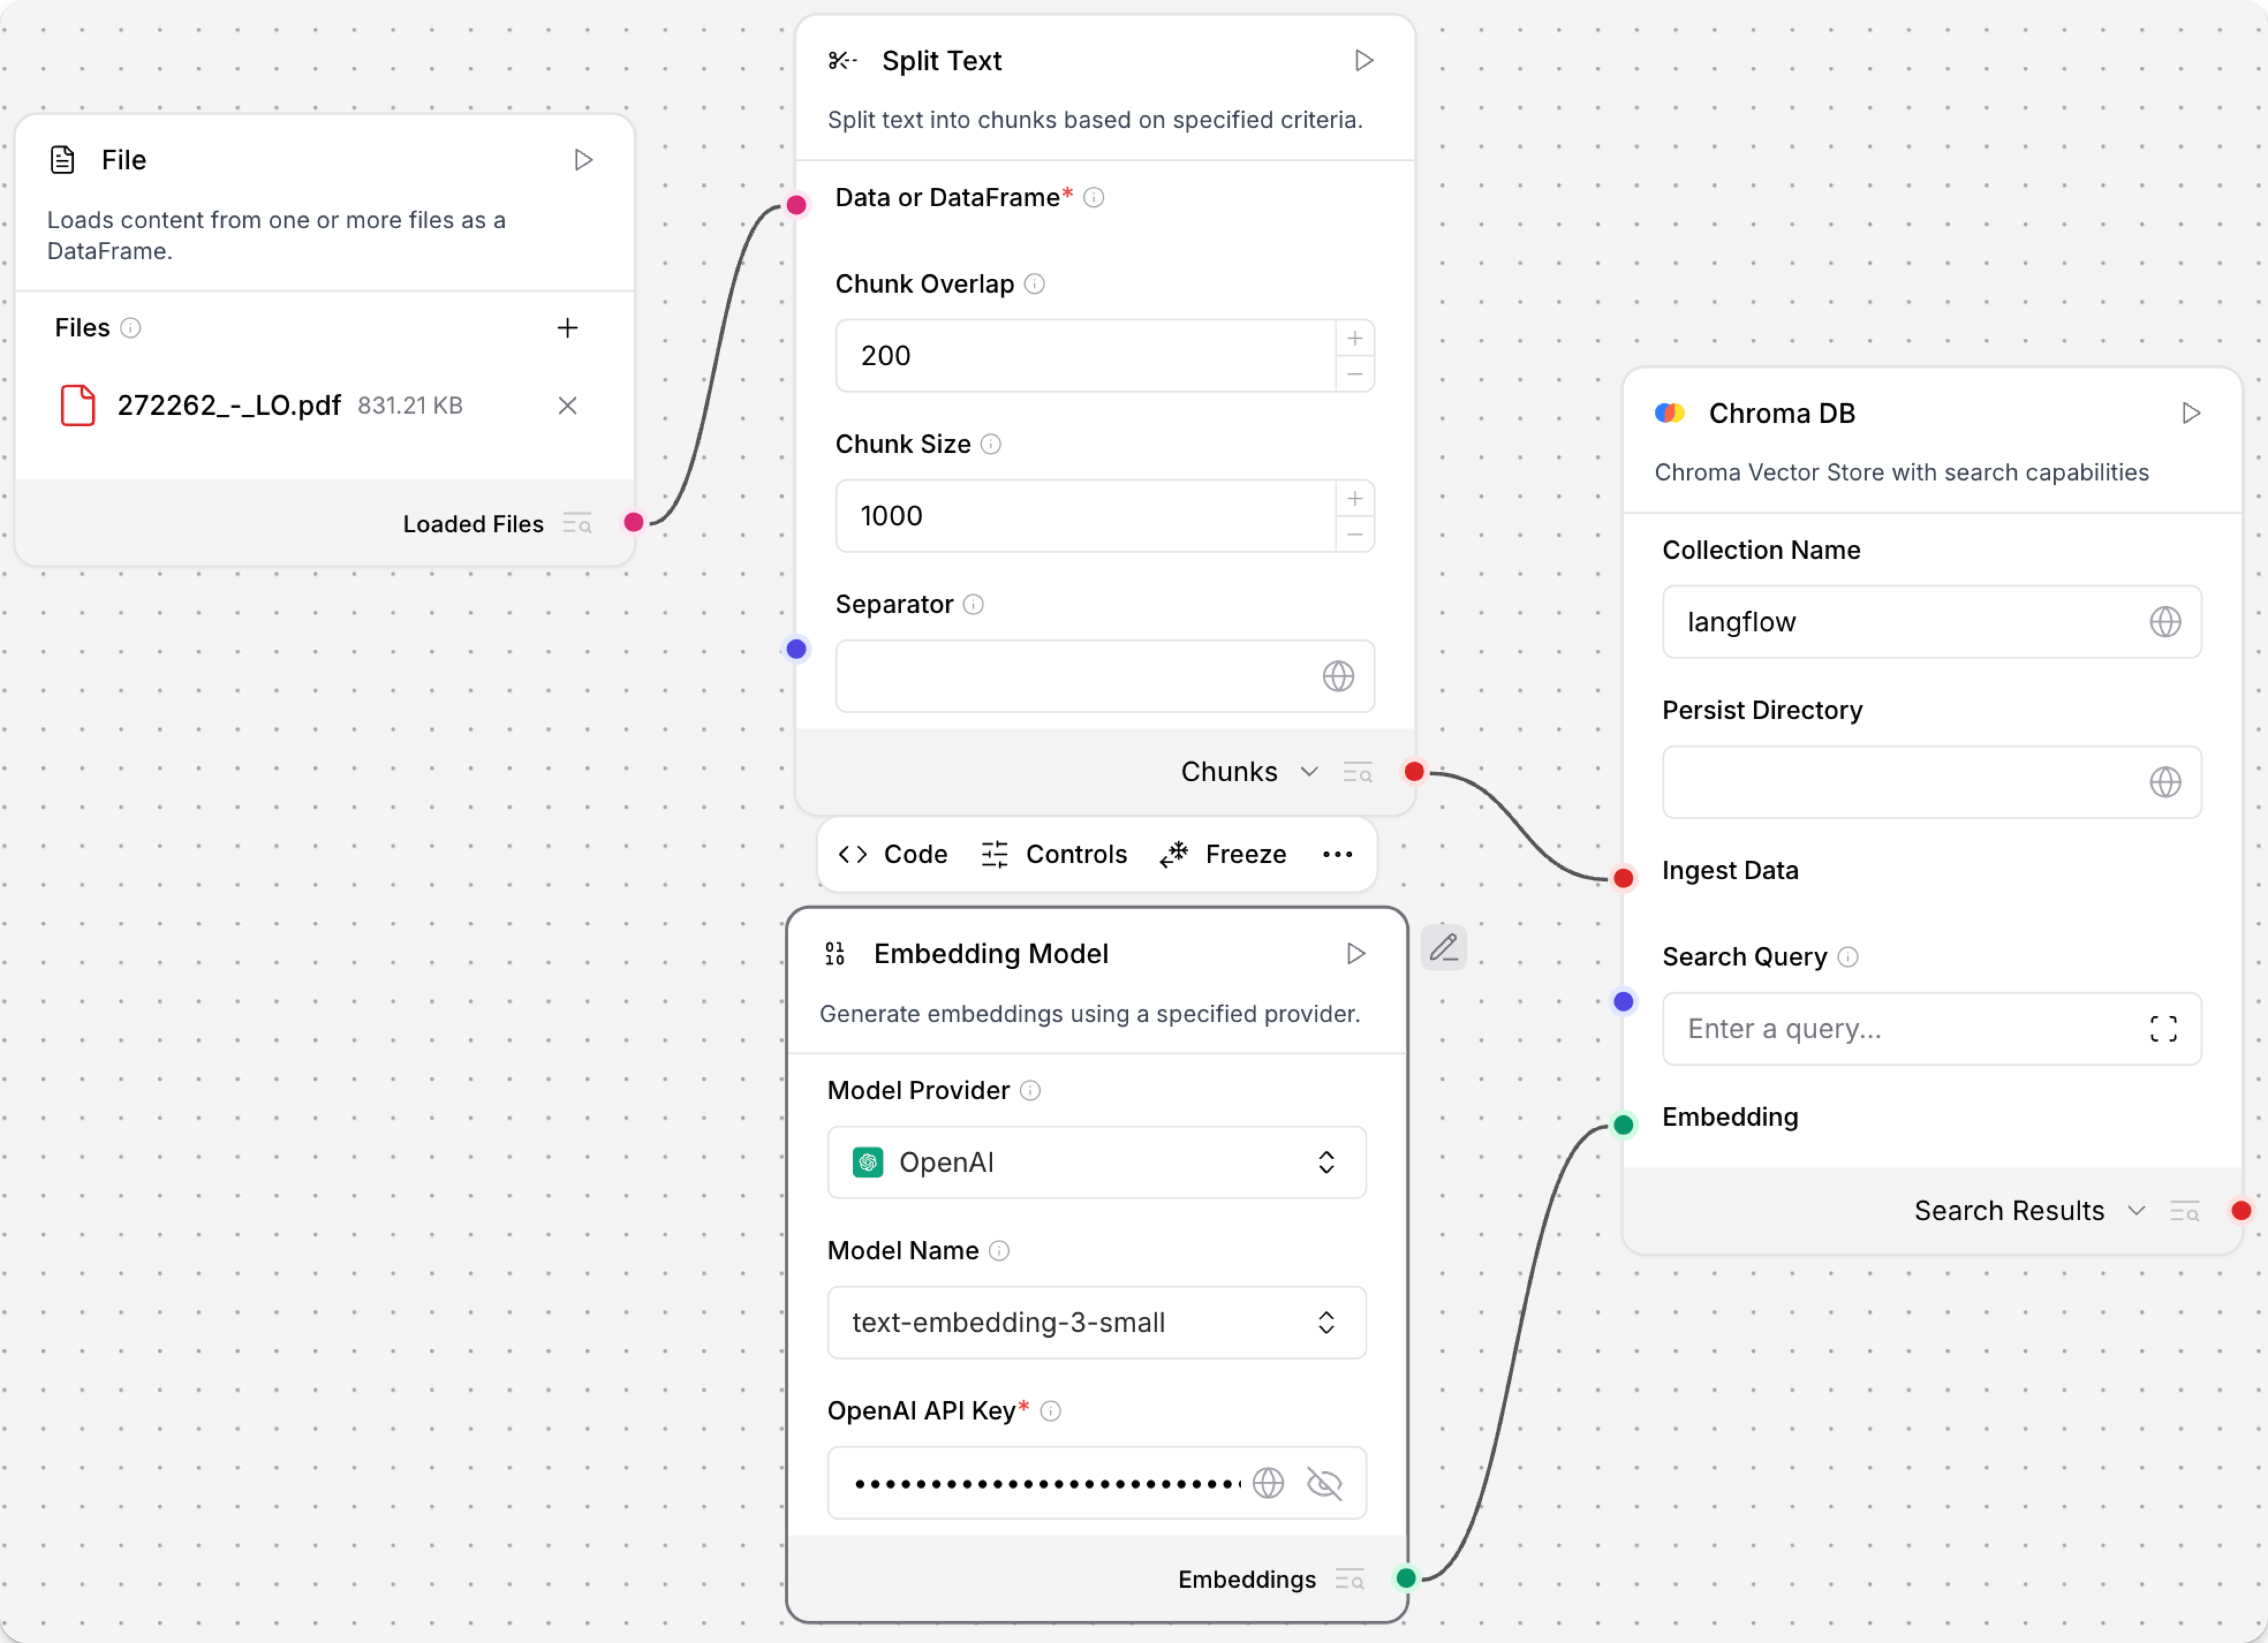 File
Loads content from one or more files as a
DataFrame.
Files
272262_-_LO.pdf 831.21 KB
Loaded Files
Split Text
Split text into chunks based on specified criteria.
Data or DataFrame*
Chunk Overlap
200
Chunk Size
1000
Separator
Chunks
Code Controls Freeze
Embedding Model
Generate embeddings using a specified provider.
Model Provider
OpenAI
Model Name
text-embedding-3-small
OpenAI API Key*
Embeddings
Chroma DB
Chroma Vector Store with search capabilities
Collection Name
langflow
Persist Directory
Ingest Data
Search Query
Enter a query...
Embedding
Search Results